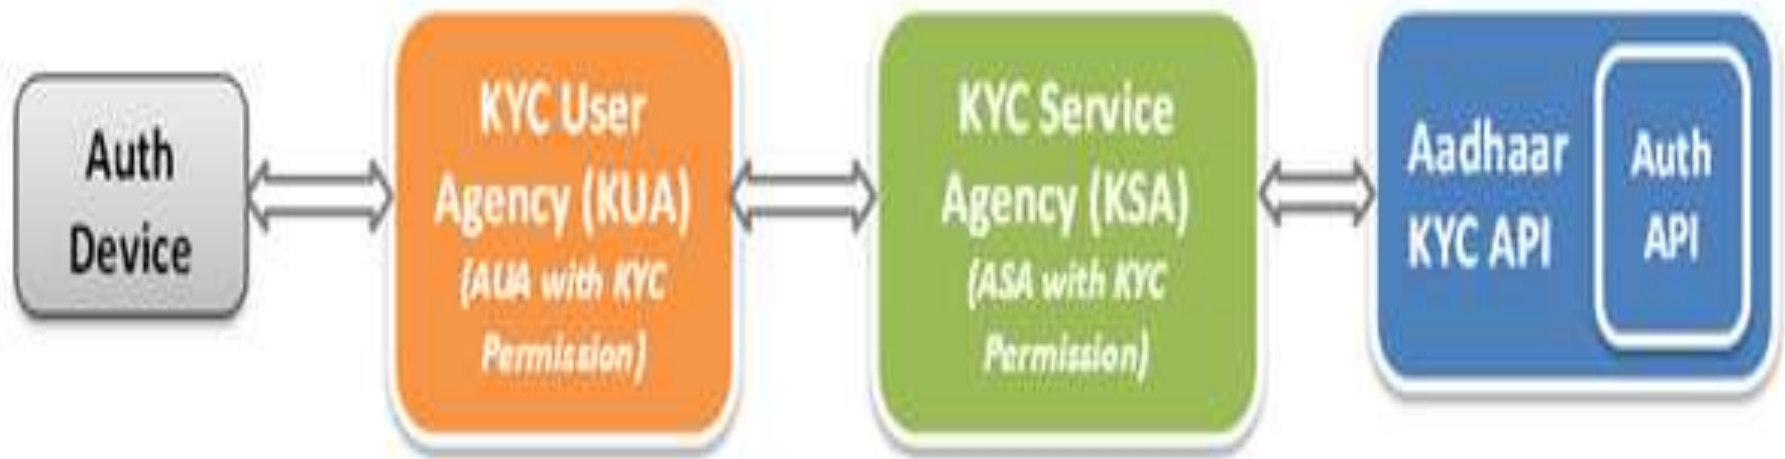 Auth
Device
KYC User
Agency (KUA)
(AUA with KYC
Permission)
KYC Service
Agency (KSA)
(ASA with KYC
Permission)
Aadhaar
KYC API
Auth
API